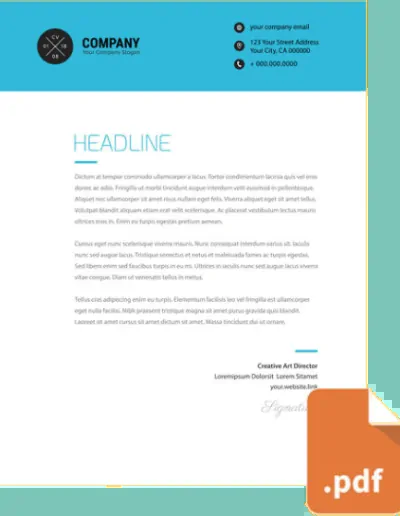 CV
91 18
08
COMPANY
Your Company Slogan
your company email
123 Your Street Address
Your City, CA 000000
+ 000.000.0000
HEADLINE
Dictum at tempor commodo ullamcorper a lacus. Tortor condimentum lacinia quis vel eros
donec ac odio. Fringilla ut morbi tincidunt augue interdum velit euismod in pellentesque.
Aliquet nec ullamcorper sit amet risus nullam eget felis. Viverra aliquet eget sit amet tellus.
Volutpat blandit aliquam etiam erat velit scelerisque. Ac placerat vestibulum lectus mauris
ultrices eros in. Enim eu turpis egestas pretium aenean.
Cursus eget nunc scelerisque viverra mauris. Nunc consequat interdum varius sit. Iaculis
nunc sed augue lacus. Tristique senectus et netus et malesuada fames ac turpis egestas.
Sed libero enim sed faucibus turpis in eu mi. Ultrices in iaculis nunc sed augue lacus viverra
vitae congue. Diam ut venenatis tellus in metus.
Tellus cras adipiscing enim eu turpis. Elementum facilisis leo vel fringilla est ullamcorper
eget nulla facilisi. Nibh praesent tristique magna sit amet purus gravida quis blandit.
Laoreet sit amet cursus sit amet dictum sit amet. Massa tincidunt dui ut ornare.
Creative Art Director
Loremipsum Dolorsit Lorem Sitamet
your.website.link
.pdf